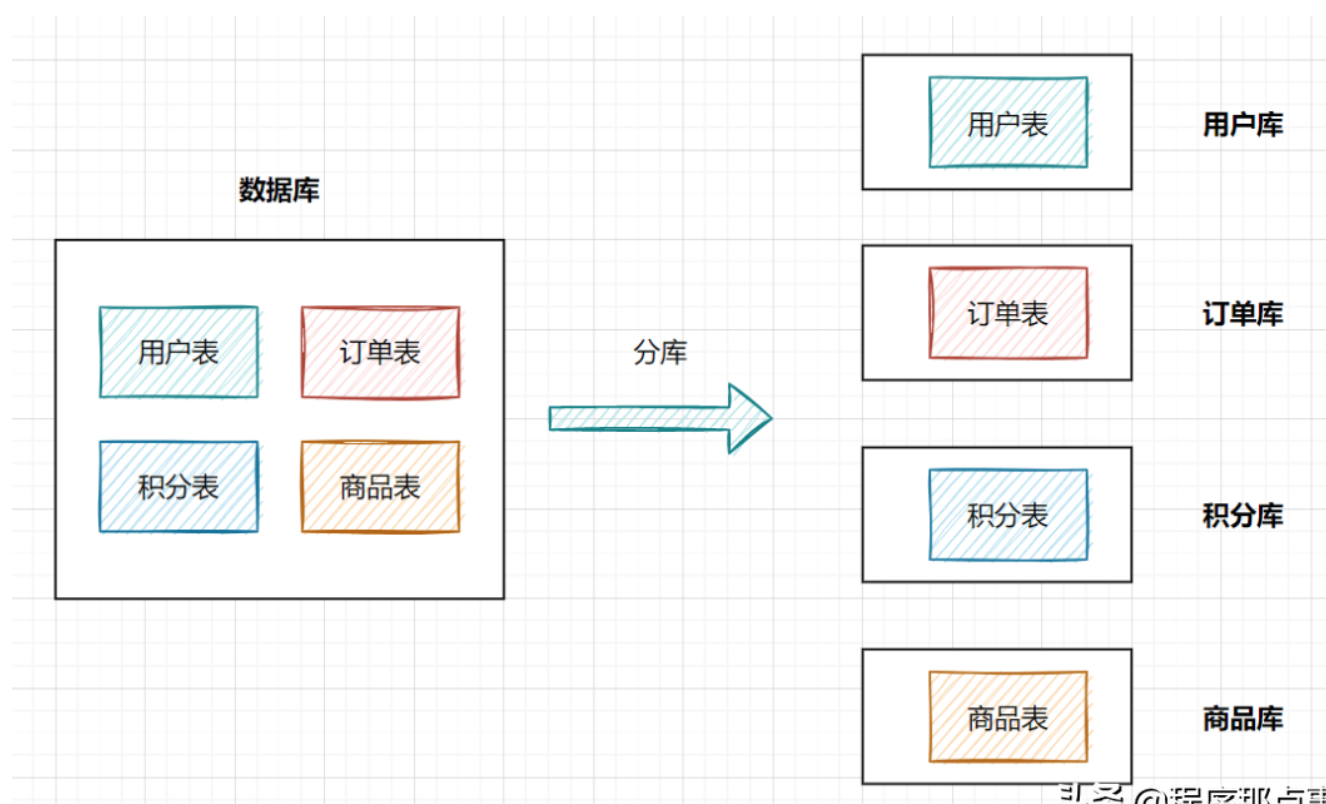 数据库
用户表
订单表
积分表
商品表
分库
用户表
用户库
订单表
订单库
积分表
积分库
商品表
商品库
头条 @程序那点事